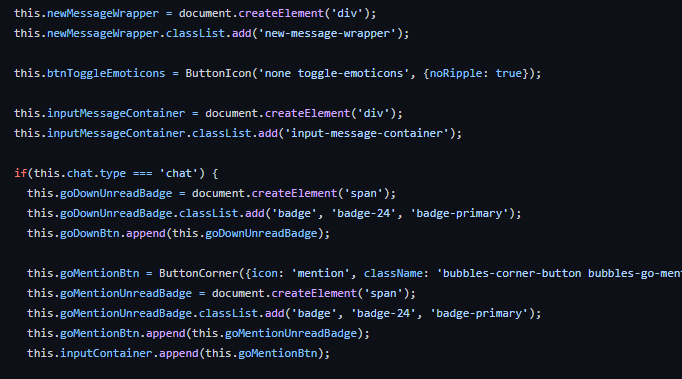 this.newMessageWrapper = document.createElement('div');
this.newMessageWrapper.classList.add('new-message-wrapper');
this.btnToggleEmoticons = ButtonIcon('none toggle-emoticons', {noRipple: true});
this.inputMessageContainer = document.createElement('div');
this.inputMessageContainer.classList.add('input-message-container');
if(this.chat.type === 'chat') {
this.goDownUnreadBadge = document.createElement('span');
this.goDownUnreadBadge.classList.add('badge', 'badge-24', 'badge-primary');
this.goDownBtn.append(this.goDownUnreadBadge);
this.goMentionBtn = ButtonCorner({icon: 'mention', className: 'bubbles-corner-button bubbles-go-men
this.goMentionUnreadBadge = document.createElement('span');
this.goMentionUnreadBadge.classList.add('badge', 'badge-24', 'badge-primary');
this.goMentionBtn.append(this.goMentionUnreadBadge);
this.inputContainer.append(this.goMentionBtn);